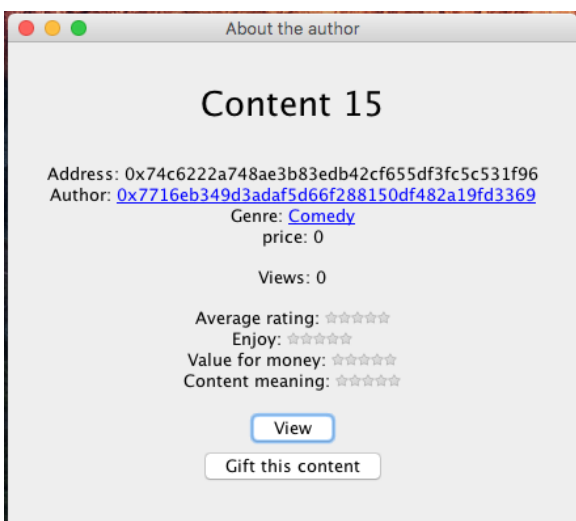 About the author
Content 15
Address: 0x74c6222a748ae3b83edb42cf655df3fc5c531f96
Author: 0x7716eb349d3adaf5d66f288150df482a19fd3369
Genre: Comedy
price: 0
Views: 0
Average rating: ☆☆☆☆☆
Enjoy: ☆☆☆☆☆
Value for money: ☆☆☆☆☆
Content meaning: ☆☆☆☆☆
View
Gift this content